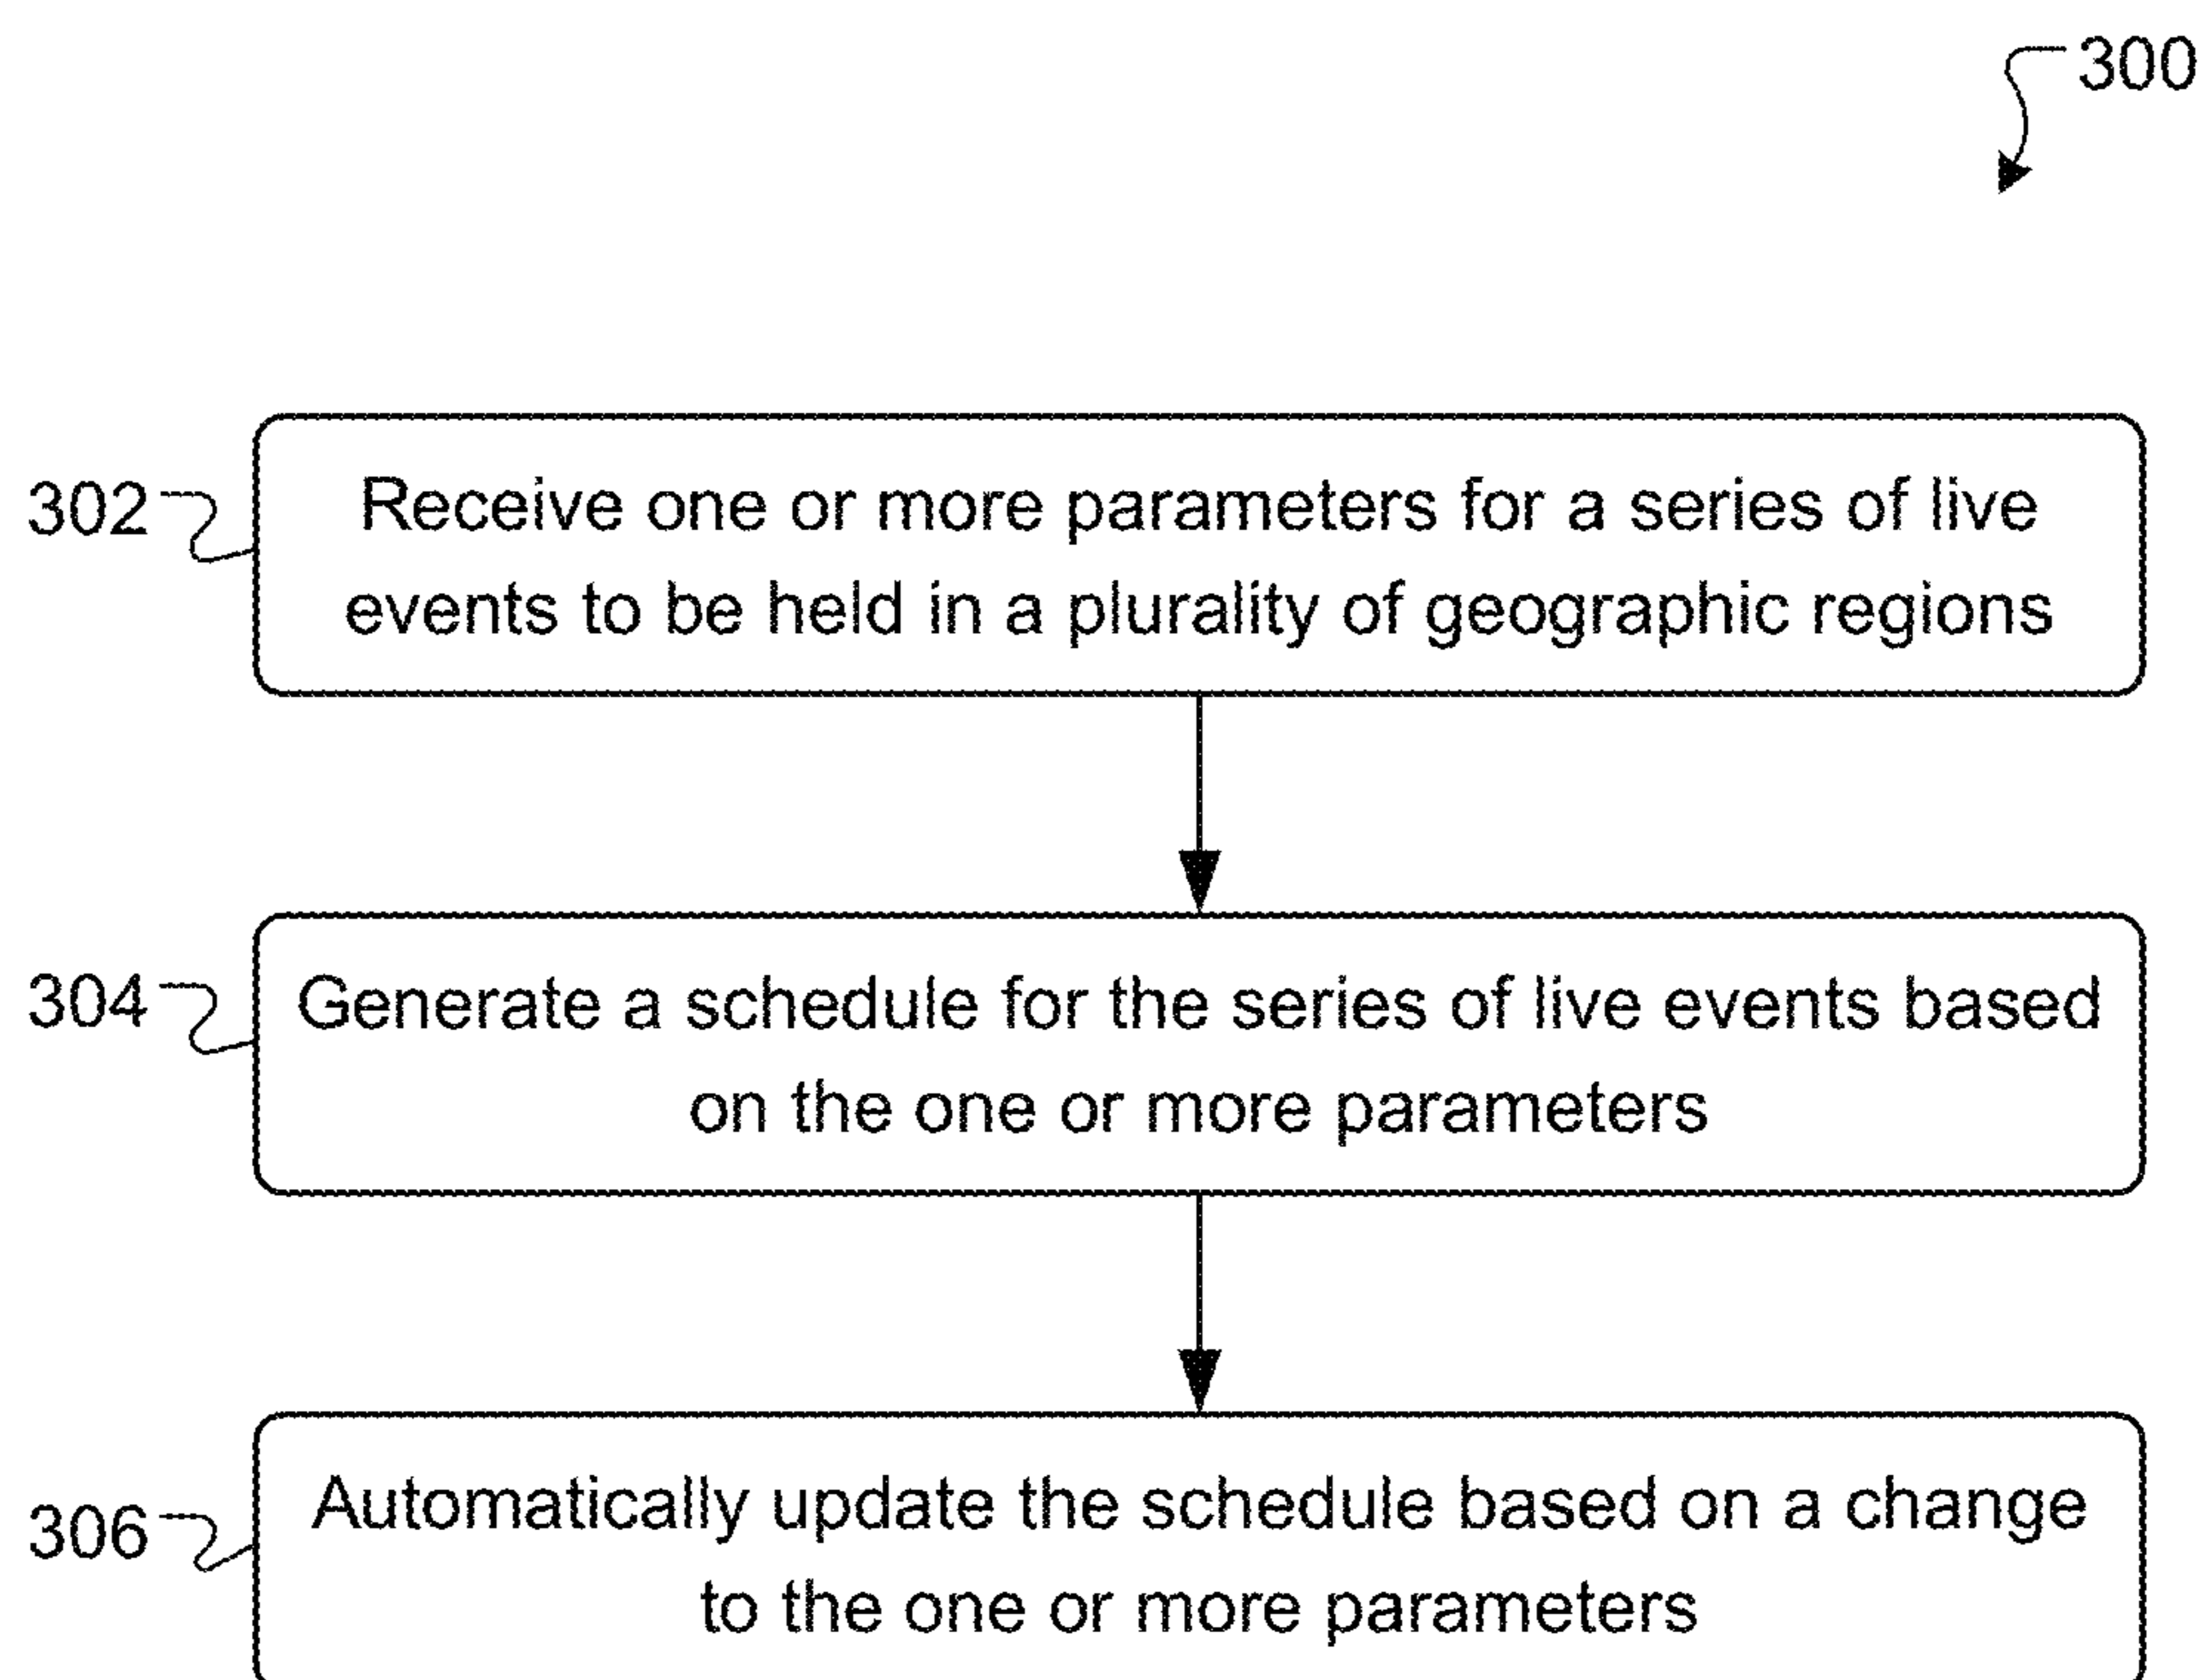 300
302
Receive one or more parameters for a series of live
events to be held in a plurality of geographic regions
304
Generate a schedule for the series of live events based
on the one or more parameters
306
Automatically update the schedule based on a change
to the one or more parameters